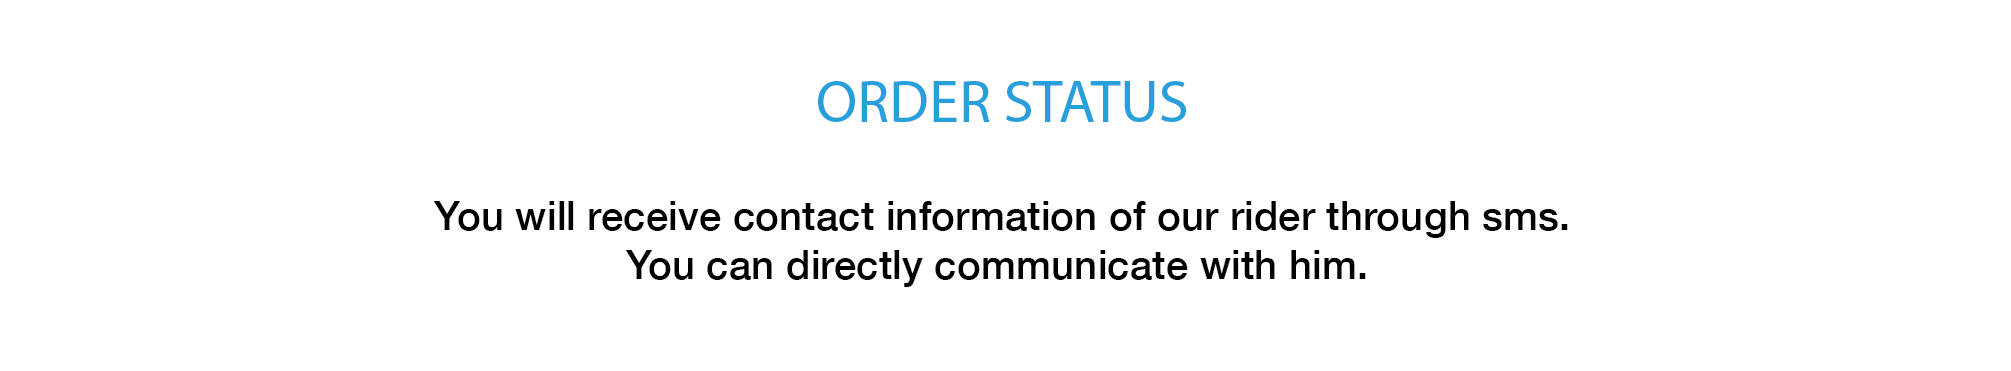 ORDER STATUS
You will receive contact information of our rider through sms.
You can directly communicate with him.